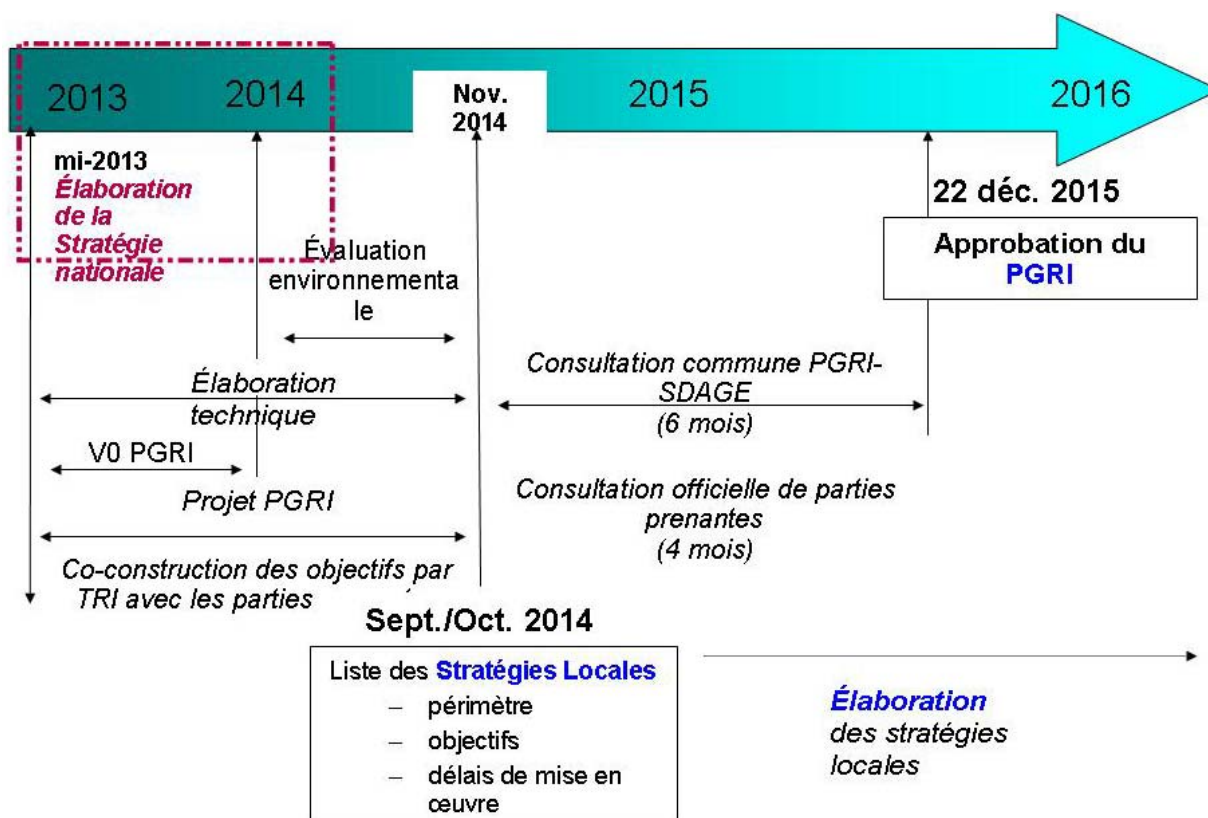 2013
2014
Nov.
2014
2015
2016
mi-2013
Élaboration
de la
Stratégie
nationale
22 déc. 2015
Approbation du
PGRI
Évaluation
environnementa
le
Élaboration
technique
Consultation commune PGRI-
SDAGE
(6 mois)
V0 PGRI
Projet PGRI
Consultation officielle de parties
prenantes
(4 mois)
Co-construction des objectifs par
TRI avec les parties
Sept./Oct. 2014
Liste des Stratégies Locales
– périmètre
– objectifs
– délais de mise en
œuvre
Élaboration
des stratégies
locales